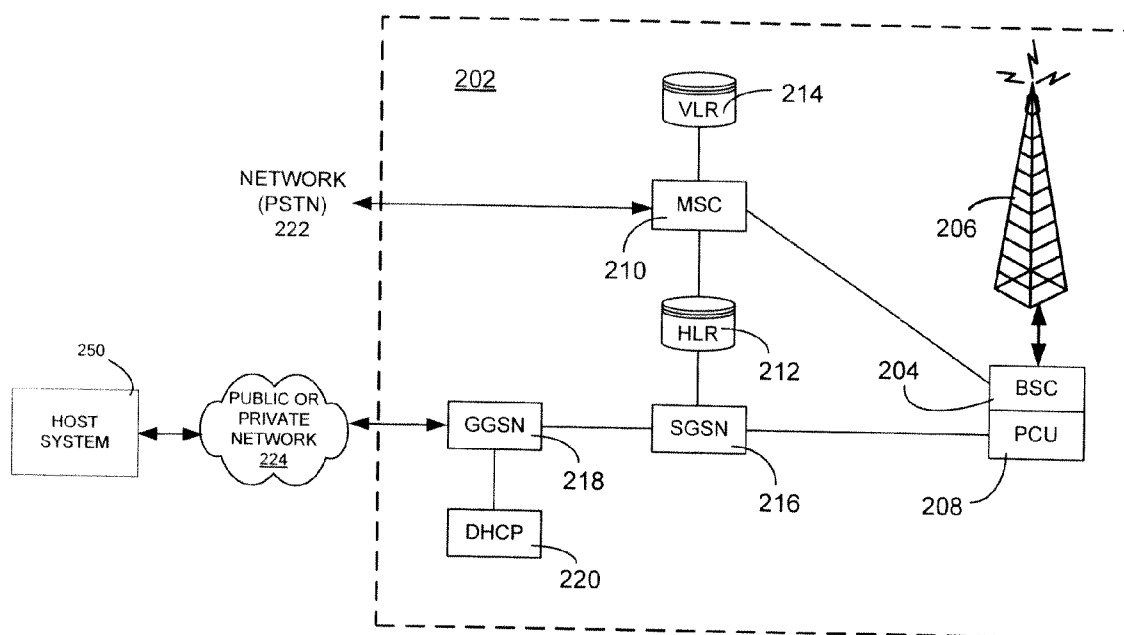 202
VLR
214
NETWORK
(PSTN)
222
MSC
210
206
HLR
212
250
HOST
SYSTEM
PUBLIC OR
PRIVATE
NETWORK
224
GGSN
218
SGSN
216
204
BSC
PCU
208
DHCP
220